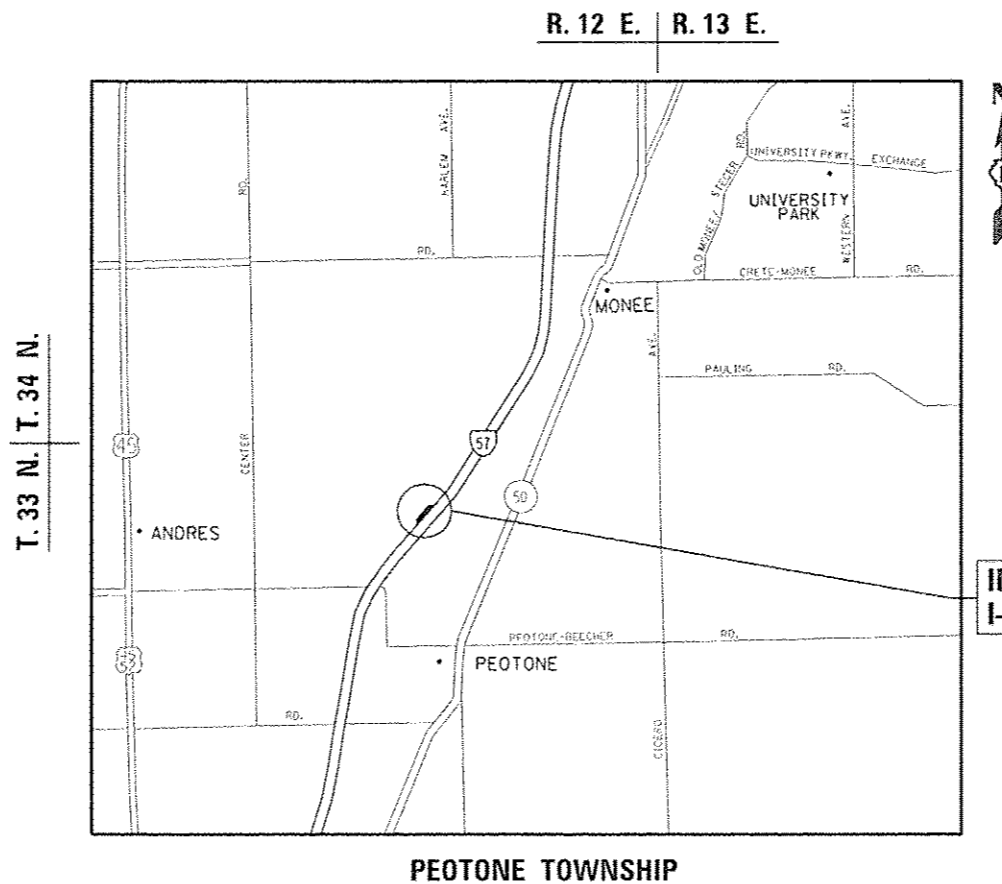 R. 12 E. R. 13 E.
N
HARLEM AVE.
RD.
OLD MONEE STEGER RD.
AVE.
UNIVERSITY PKWY. EXCHANGE
UNIVERSITY
PARK
WESTERN
RD.
CRETE-MONEE RD.
MONEE
AVE.
PAULING RD.
T. 33 N. T. 34 N.
45
CENTER
57
50
ANDRES
PEOTONE-BEECHER RD.
PEOTONE
RD.
CICERO
PEOTONE TOWNSHIP